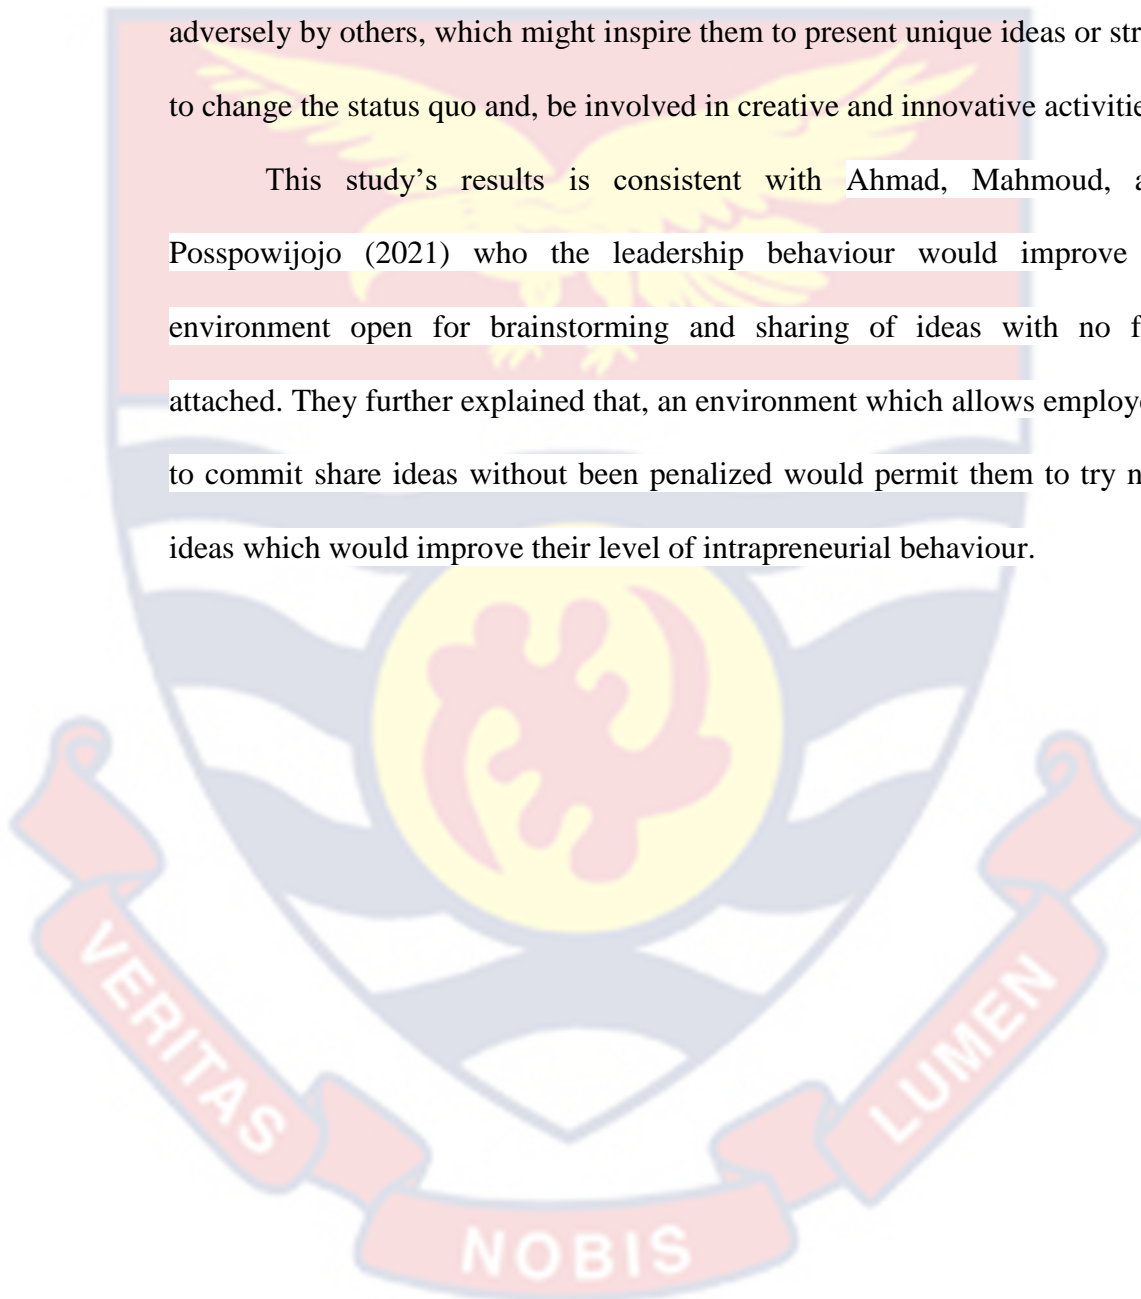 adversely by others, which might inspire them to present unique ideas or str
to change the status quo and, be involved in creative and innovative activitie
This study's results is consistent with Ahmad, Mahmoud, a
Posspowijojo (2021) who the leadership behaviour would improve
environment open for brainstorming and sharing of ideas with no f
attached. They further explained that, an environment which allows employe
to commit share ideas without been penalized would permit them to try n
ideas which would improve their level of intrapreneurial behaviour.
VERITAS
NOBIS
LUMEN